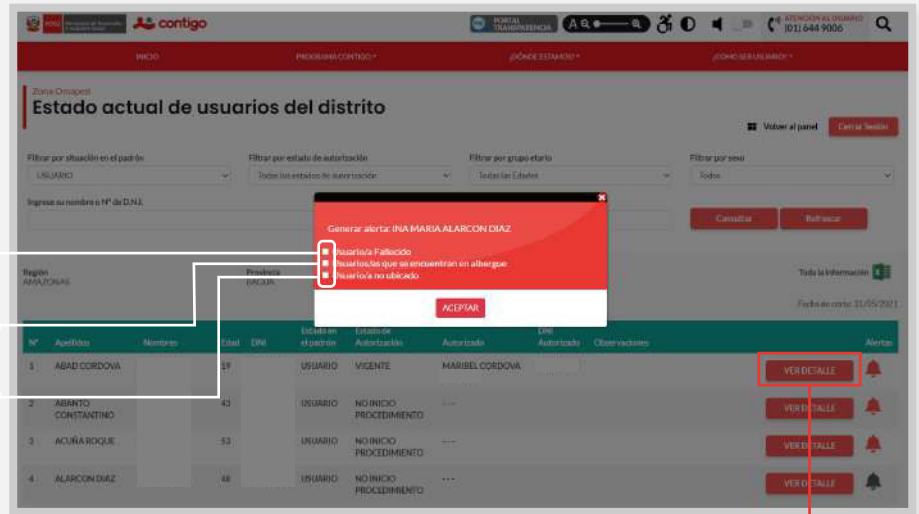 PERÚ contigo
PORTAL TRANSPARENCIA
A
ATENCIÓN AL USUARIO
(01) 644 9006
INICIO PROGRAMA CONTIGO ¿DÓNDE ESTAMOS? ¿CÓMO SER USUARIO?
Zona Omaped
Estado actual de usuarios del distrito
Volver al panel Cerrar Sesión
Filtrar por situación en el padrón Filtrar por estado de autorización Filtrar por grupo etario Filtrar por sexo
USUARIO Todos los estados de autorización Todas las Edades Todos
Ingrese su nombre o N° de D.N.I.
Consultar Refrescar
Generar alerta: INA MARIA ALARCON DIAZ
Usuario/a Fallecido
Usuarios/as que se encuentran en albergue
Usuario/a no ubicado
ACEPTAR
Región Provincia
AMAZONAS BAGUA
Toda la información
Fecha de corte: 31/05/2021
N° Apellidos Nombres Edad DNI Estado en el padrón Estado de Autorización Autorizado DNI Autorizado Observaciones Alertas
1 ABAD CORDOVA 19 USUARIO VIGENTE MARIBEL CORDOVA VER DETALLE
2 ABANTO CONSTANTINO 43 USUARIO NO INICIO PROCEDIMIENTO --- VER DETALLE
3 ACUÑA ROQUE 53 USUARIO NO INICIO PROCEDIMIENTO --- VER DETALLE
4 ALARCON DIAZ 48 USUARIO NO INICIO PROCEDIMIENTO --- VER DETALLE